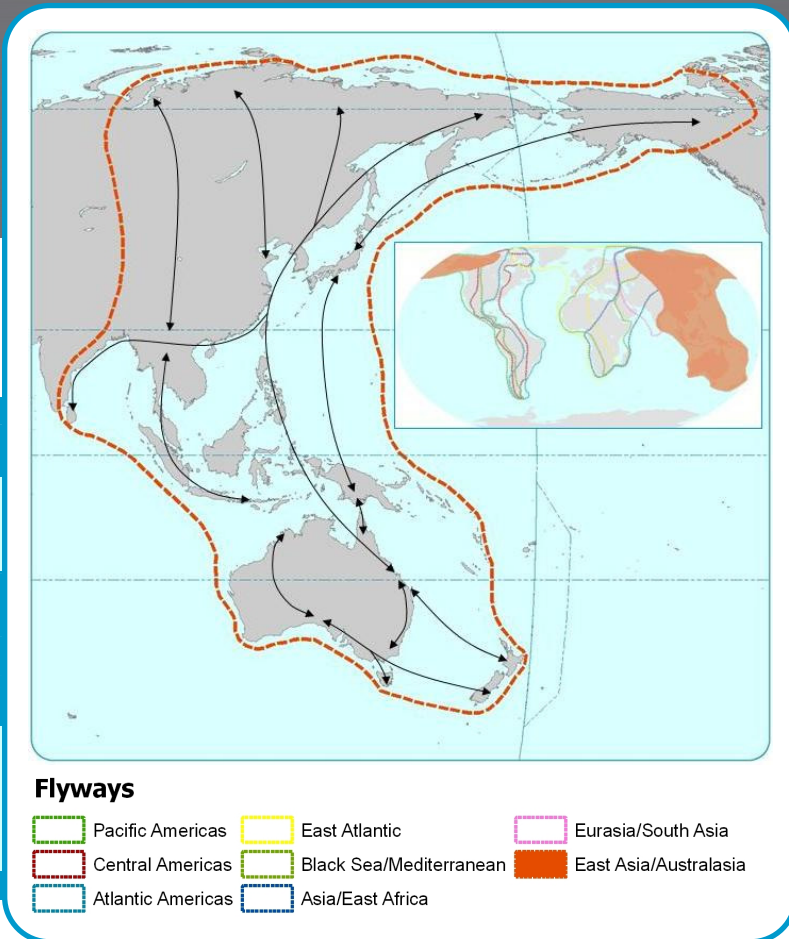 Flyways
Pacific Americas
East Atlantic
Eurasia/South Asia
Central Americas
Black Sea/Mediterranean
East Asia/Australasia
Atlantic Americas
Asia/East Africa